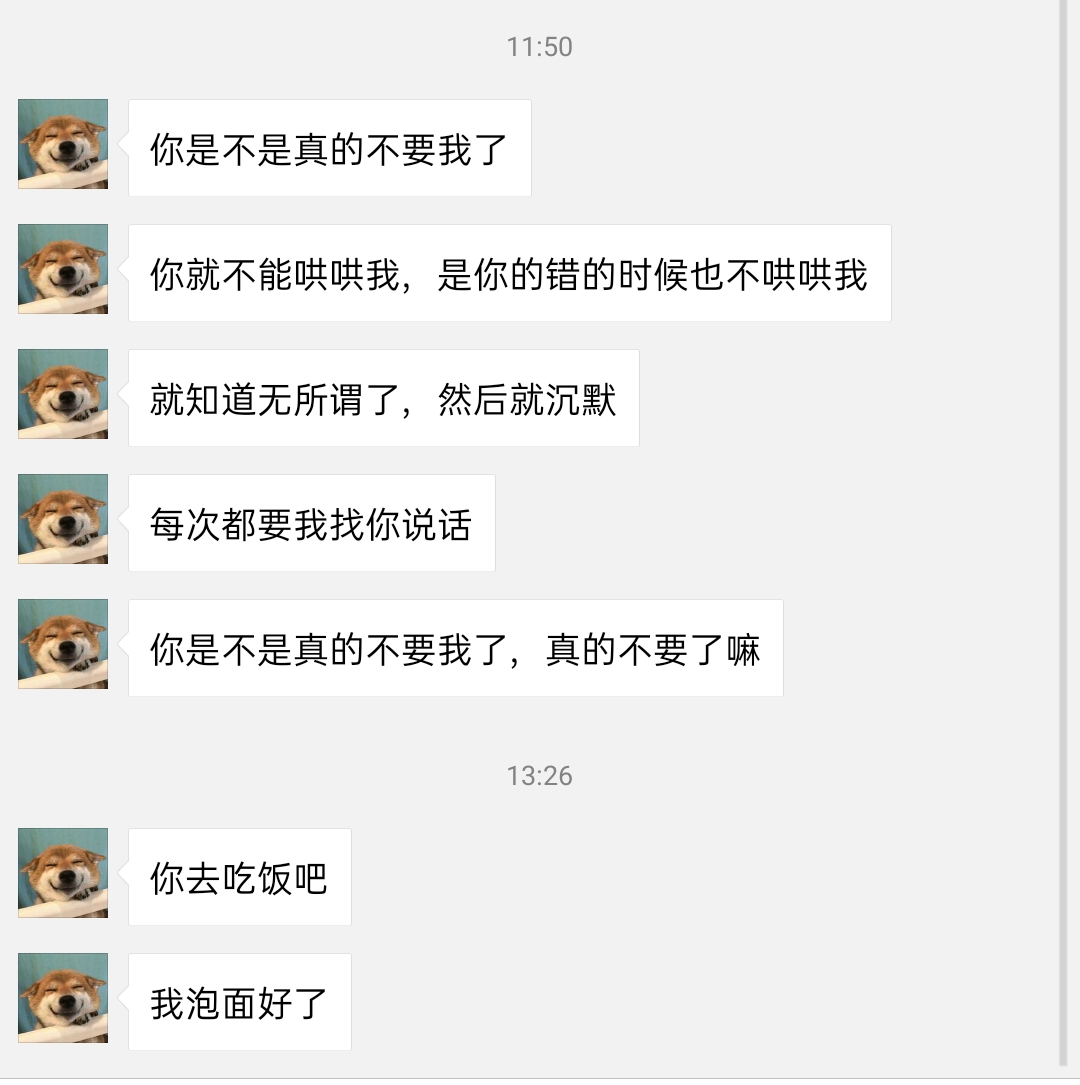 11:50
你是不是真的不要我了
你就不能哄哄我，是你的错的时候也不哄哄我
就知道无所谓了，然后就沉默
每次都要我找你说话
你是不是真的不要我了，真的不要了嘛
13:26
你去吃饭吧
我泡面好了